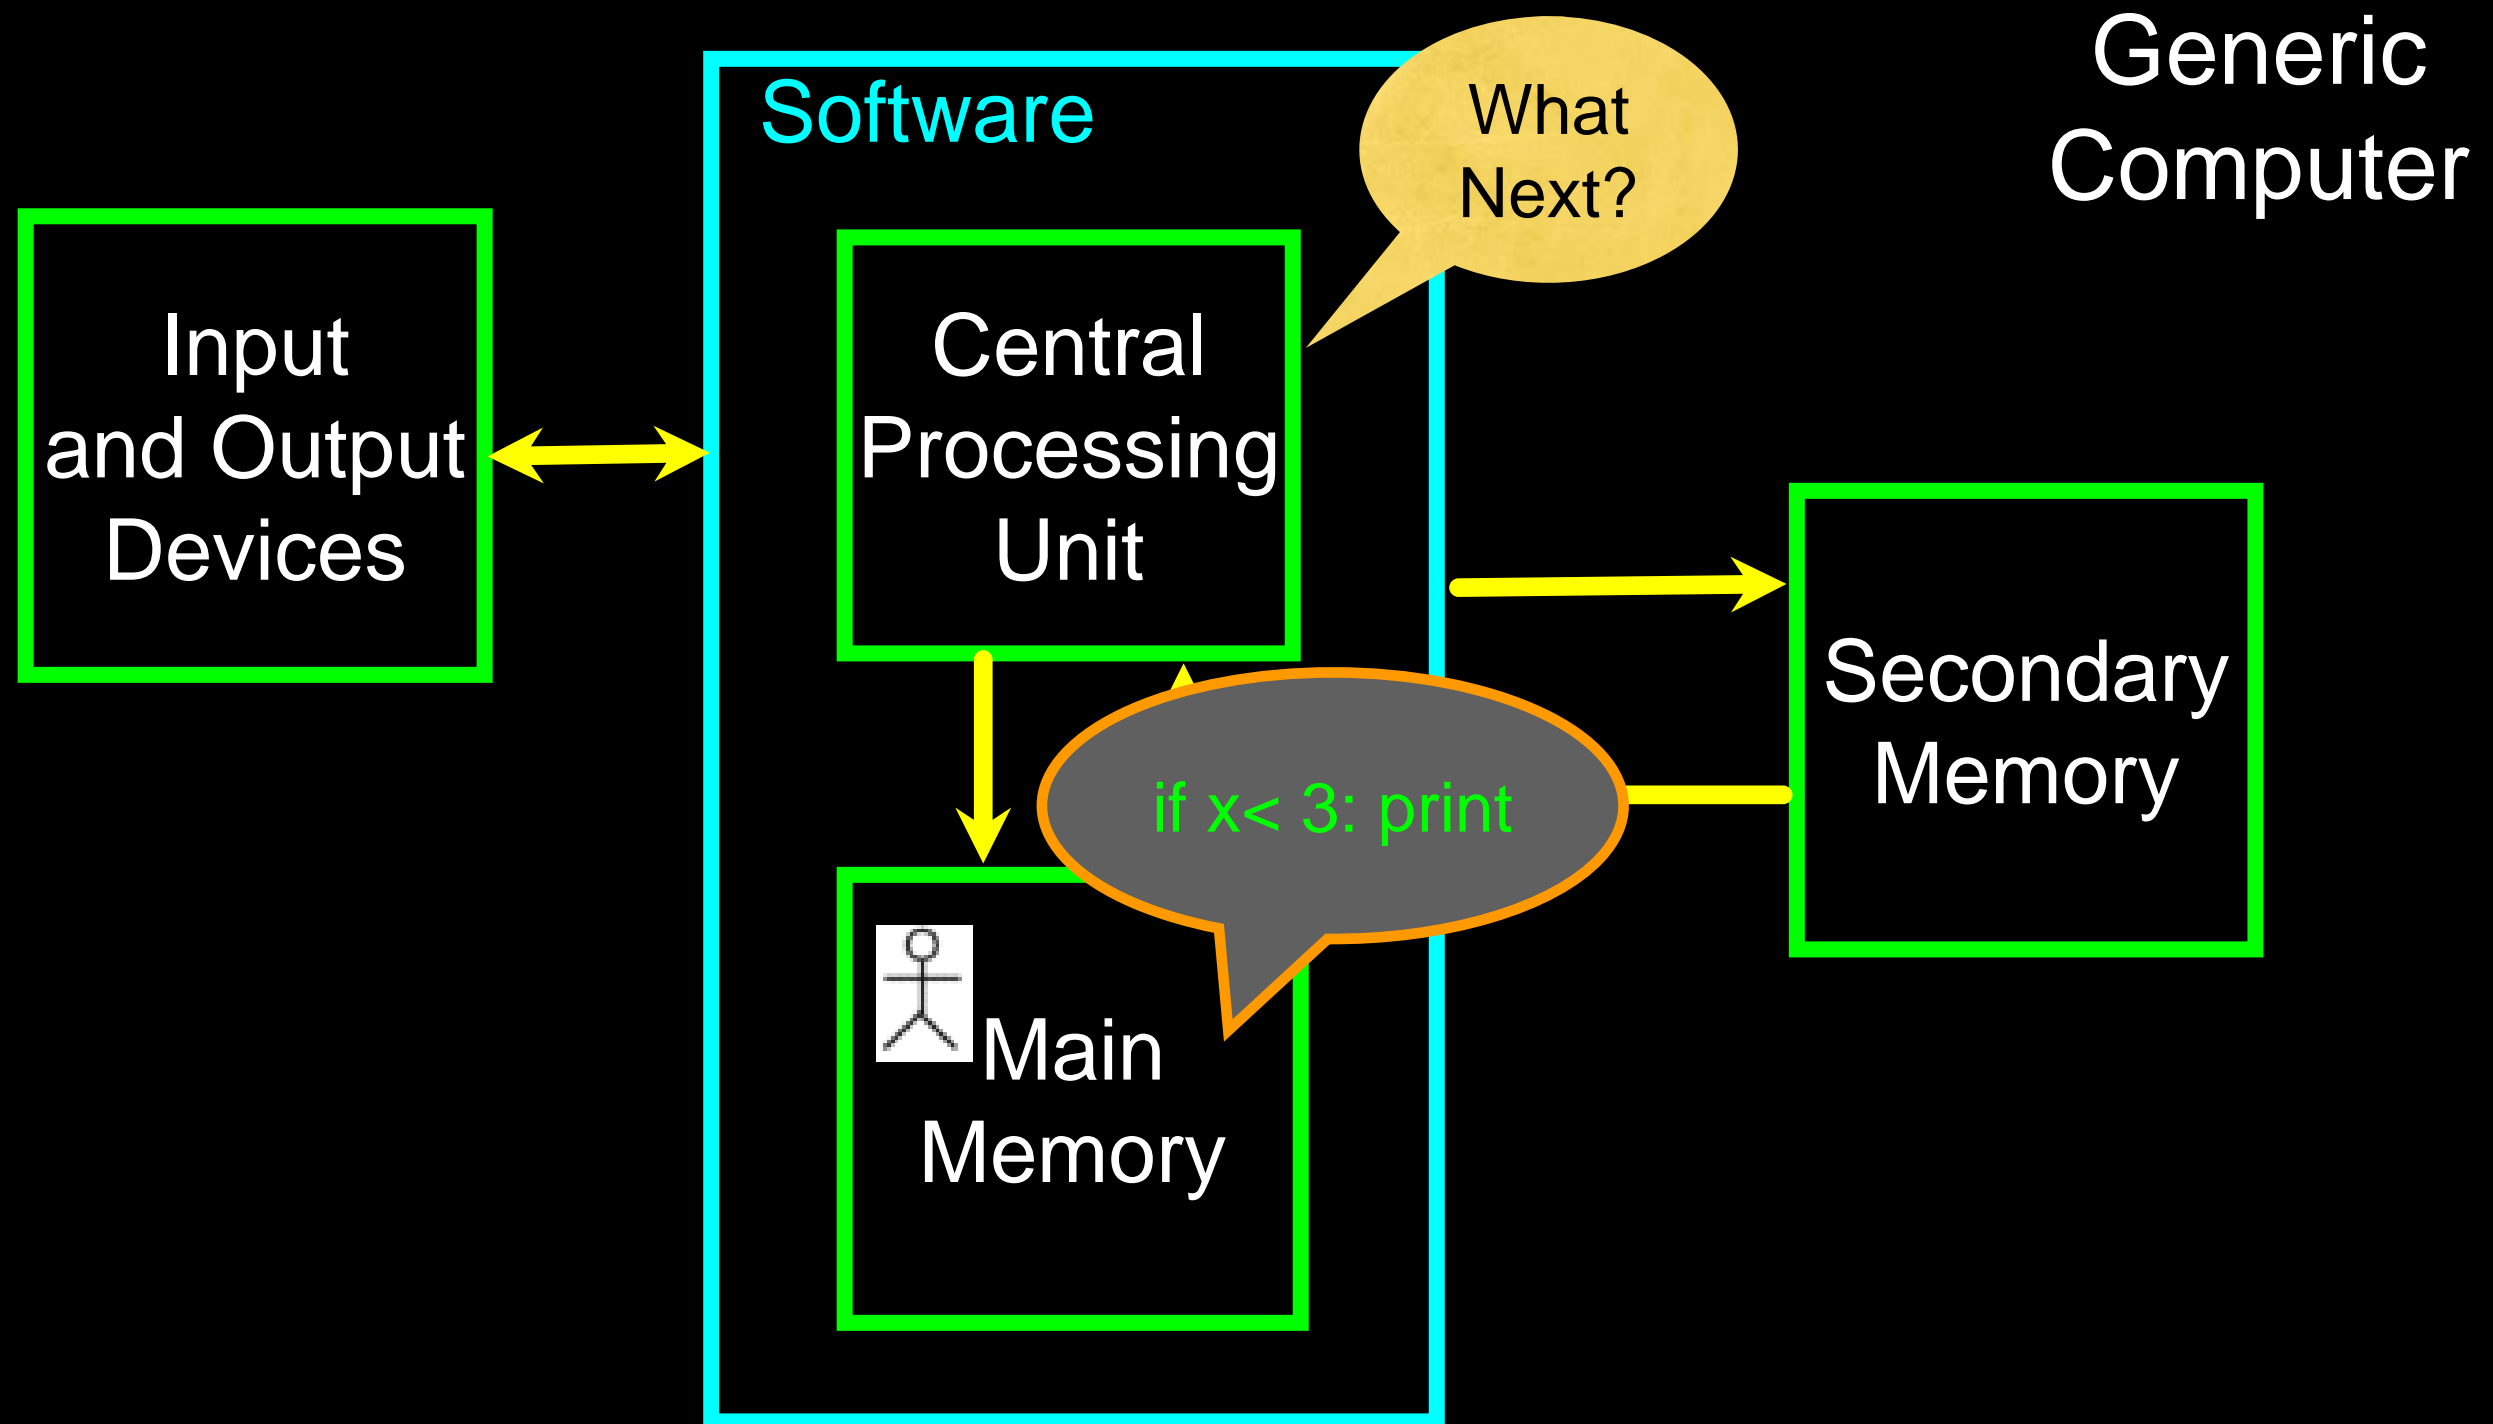 Generic
Computer
Software
What
Next?
Input
and Output
Devices
Central
Processing
Unit
Secondary
Memory
if x< 3: print
Main
Memory